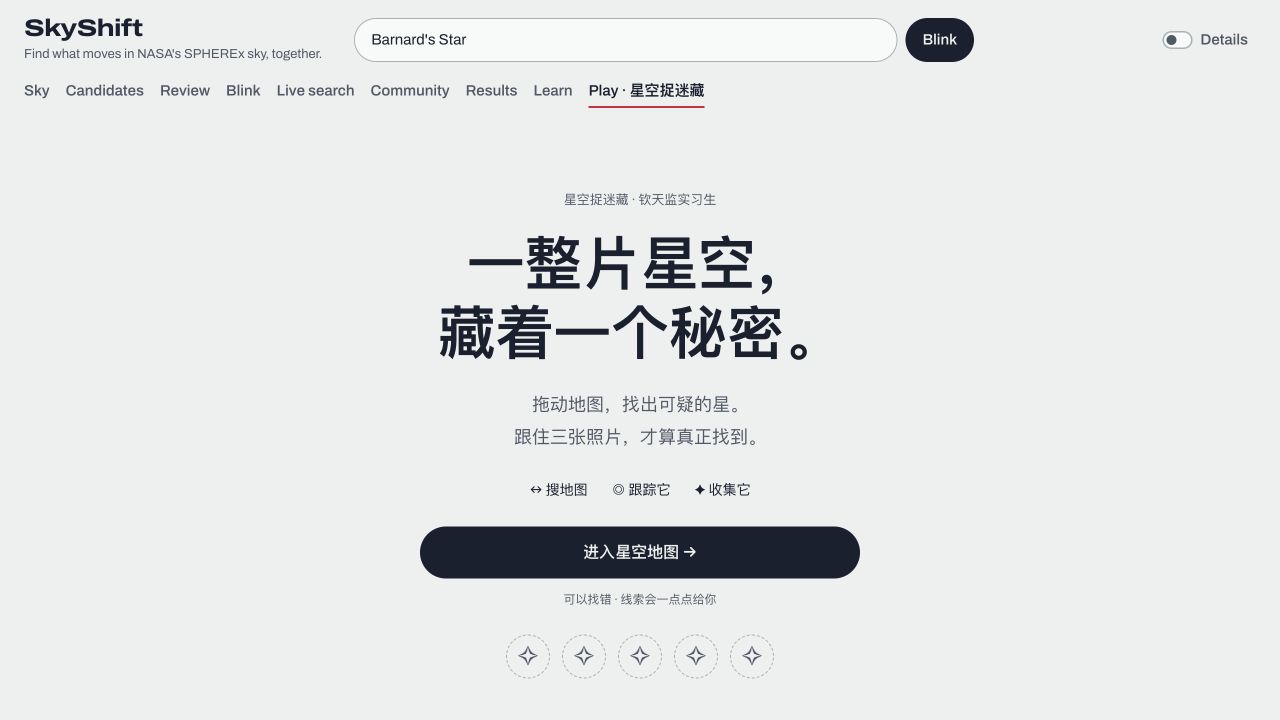 SkyShift
Find what moves in NASA's SPHEREx sky, together.
Barnard's Star
Blink
Details
Sky Candidates Review Blink Live search Community Results Learn Play · 星空捉迷藏
星空捉迷藏 · 钦天监实习生
一整片星空，
藏着一个秘密。
拖动地图，找出可疑的星。
跟住三张照片，才算真正找到。
↔ 搜地图 ◎ 跟踪它 ✦ 收集它
进入星空地图 →
可以找错 · 线索会一点点给你